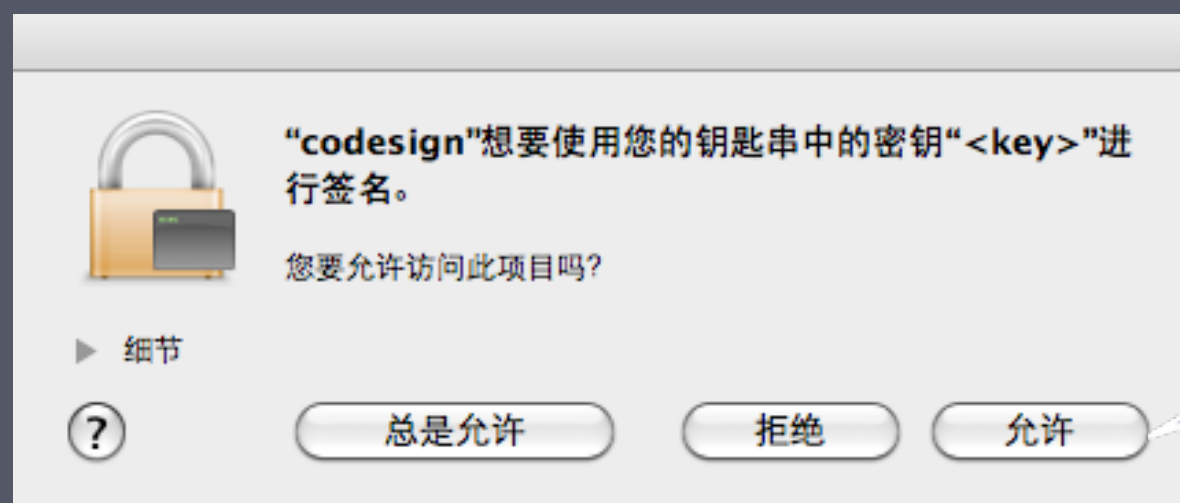 “codesign”想要使用您的钥匙串中的密钥“<key>”进
行签名。
您要允许访问此项目吗?
细节
?
总是允许
拒绝
允许